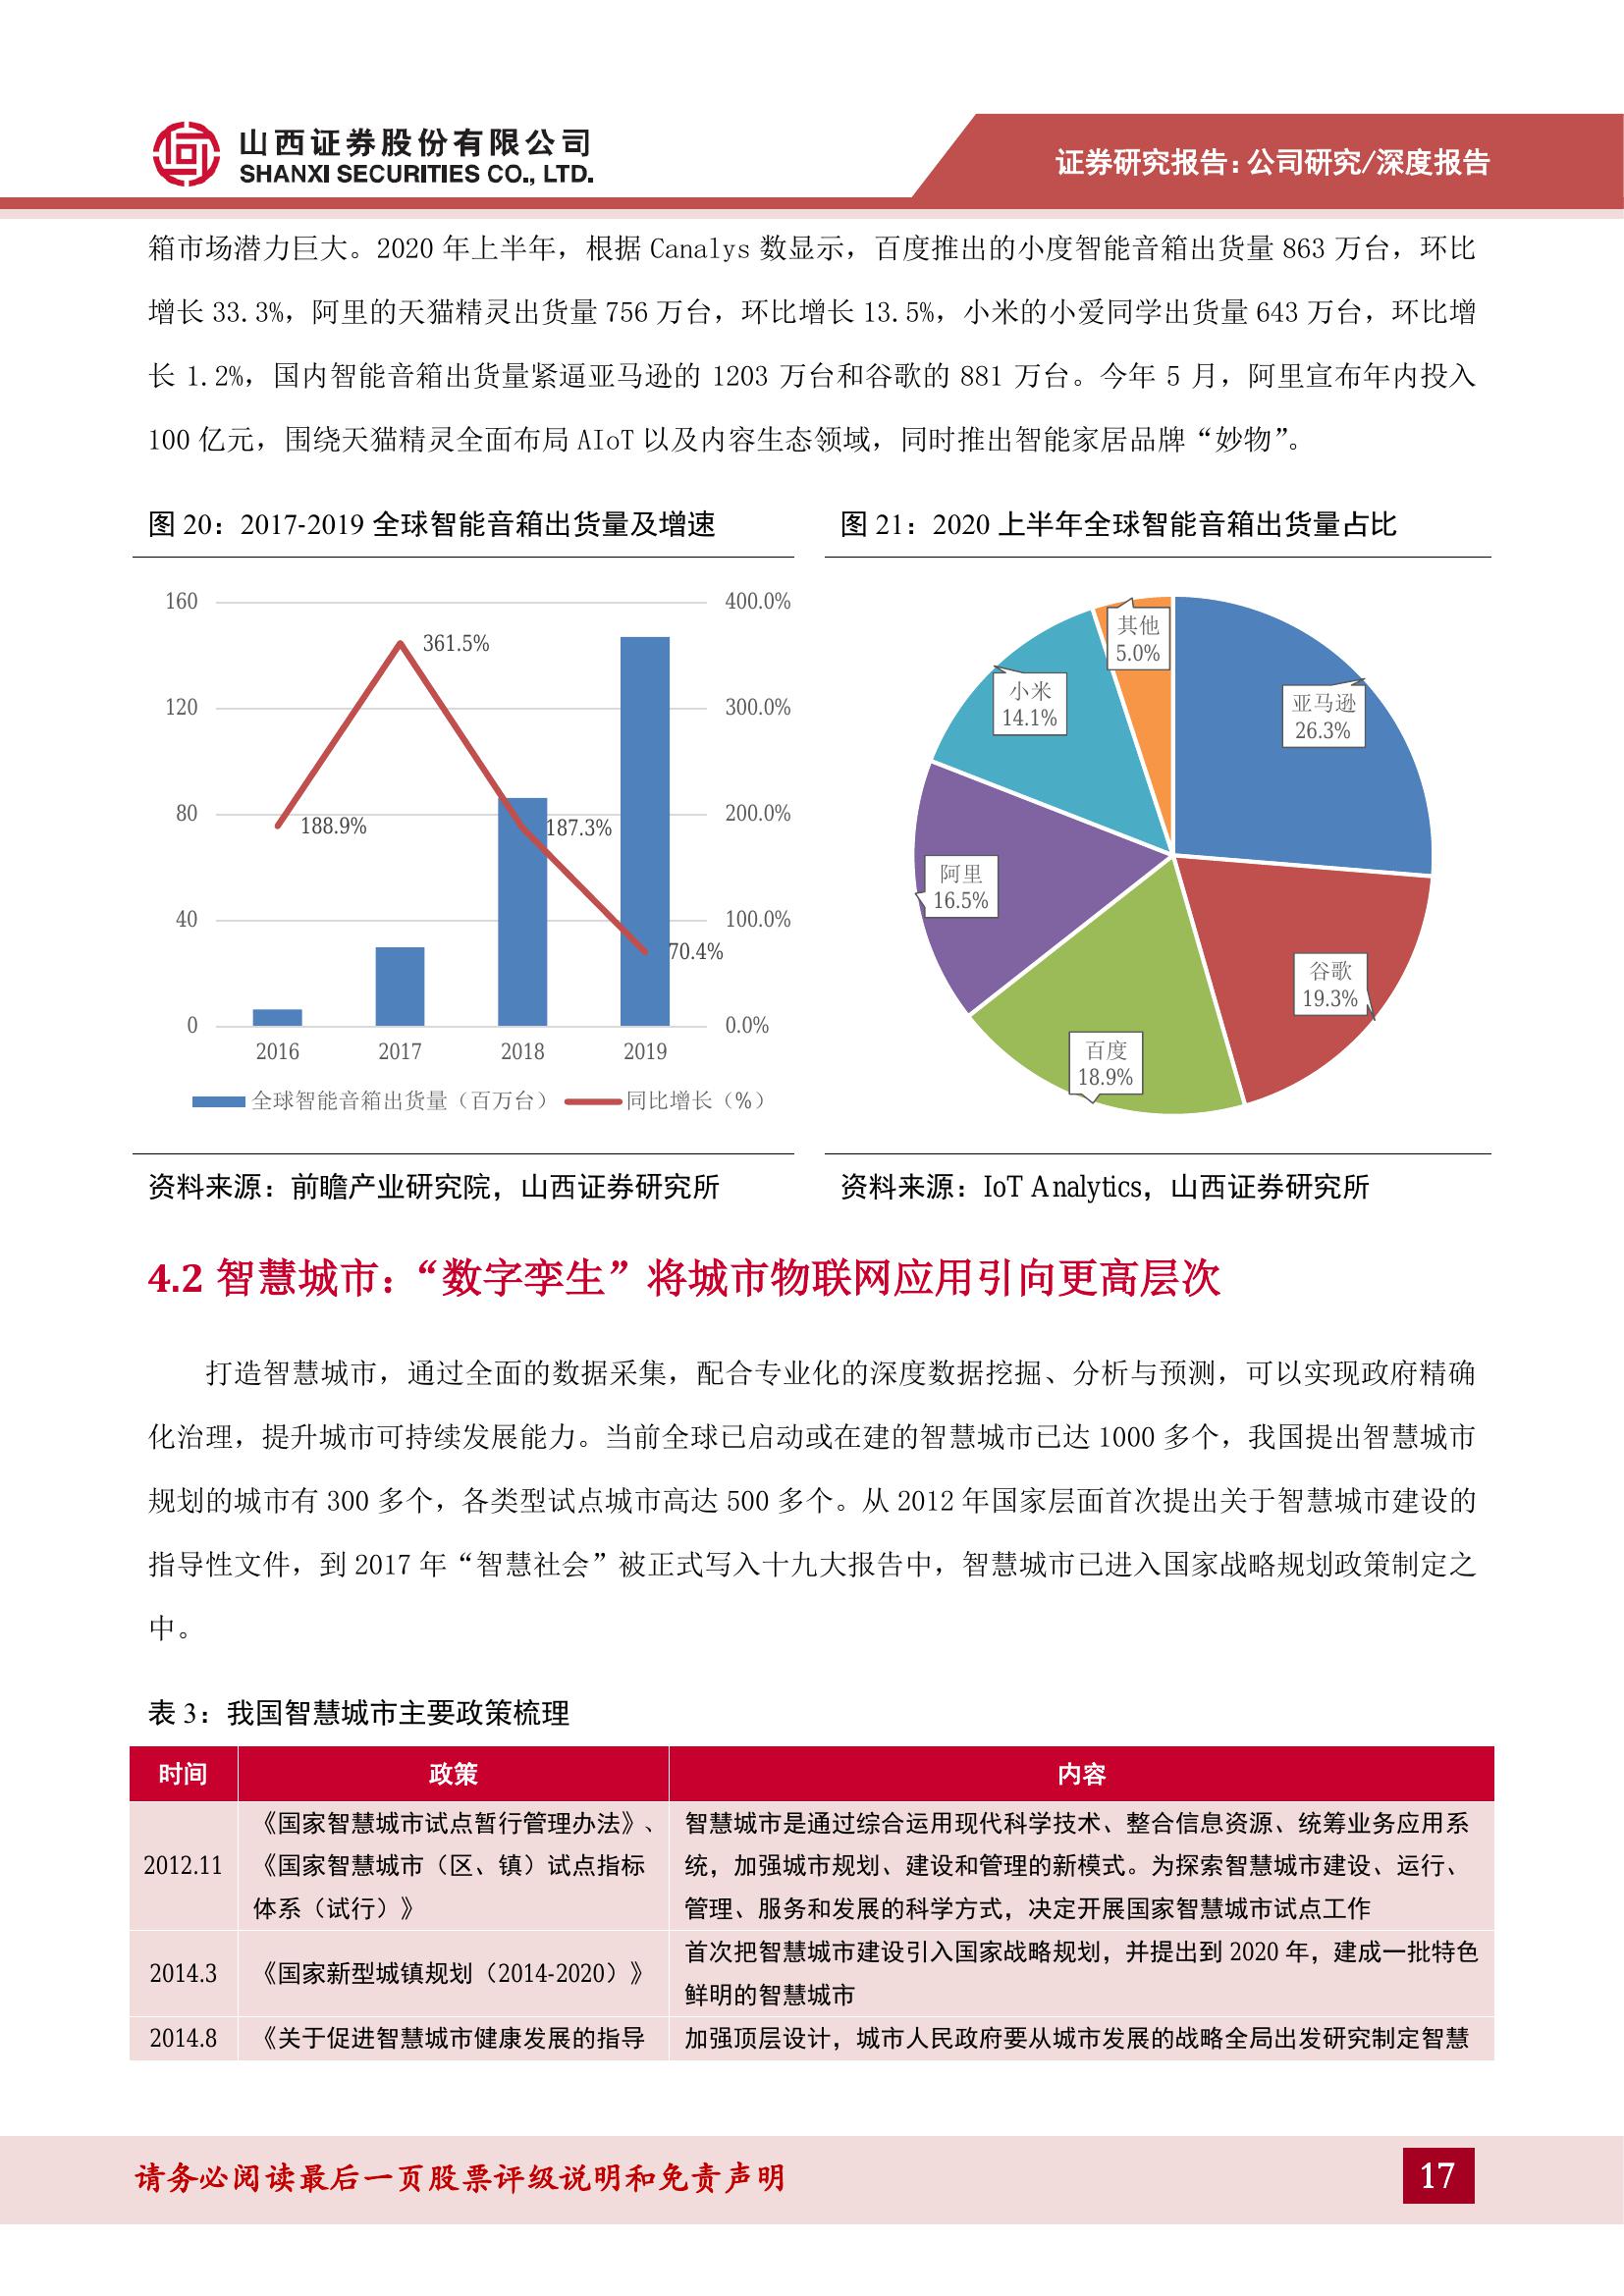 山西证券股份有限公司
SHANXI SECURITIES CO., LTD.
证券研究报告：公司研究/深度报告
箱市场潜力巨大。2020 年上半年，根据 Canalys 数显示，百度推出的小度智能音箱出货量 863 万台，环比
增长 33.3%，阿里的天猫精灵出货量 756 万台，环比增长 13.5%，小米的小爱同学出货量 643 万台，环比增
长 1.2%，国内智能音箱出货量紧逼亚马逊的 1203 万台和谷歌的 881 万台。今年 5 月，阿里宣布年内投入
100 亿元，围绕天猫精灵全面布局 AIoT 以及内容生态领域，同时推出智能家居品牌“妙物”。
图 20：2017-2019 全球智能音箱出货量及增速
160
120
80
40
0
400.0%
300.0%
200.0%
100.0%
0.0%
188.9%
361.5%
187.3%
70.4%
2016 2017 2018 2019
全球智能音箱出货量（百万台） 同比增长（%）
资料来源：前瞻产业研究院，山西证券研究所
图 21：2020 上半年全球智能音箱出货量占比
亚马逊
26.3%
谷歌
19.3%
百度
18.9%
阿里
16.5%
小米
14.1%
其他
5.0%
资料来源：IoT Analytics，山西证券研究所
4.2 智慧城市：“数字孪生”将城市物联网应用引向更高层次
打造智慧城市，通过全面的数据采集，配合专业化的深度数据挖掘、分析与预测，可以实现政府精确
化治理，提升城市可持续发展能力。当前全球已启动或在建的智慧城市已达 1000 多个，我国提出智慧城市
规划的城市有 300 多个，各类型试点城市高达 500 多个。从 2012 年国家层面首次提出关于智慧城市建设的
指导性文件，到 2017 年“智慧社会”被正式写入十九大报告中，智慧城市已进入国家战略规划政策制定之
中。
表 3：我国智慧城市主要政策梳理
时间 政策 内容
2012.11
《国家智慧城市试点暂行管理办法》、
《国家智慧城市（区、镇）试点指标
体系（试行）》
智慧城市是通过综合运用现代科学技术、整合信息资源、统筹业务应用系
统，加强城市规划、建设和管理的新模式。为探索智慧城市建设、运行、
管理、服务和发展的科学方式，决定开展国家智慧城市试点工作
2014.3
《国家新型城镇规划（2014-2020）》
首次把智慧城市建设引入国家战略规划，并提出到 2020 年，建成一批特色
鲜明的智慧城市
2014.8
《关于促进智慧城市健康发展的指导
加强顶层设计，城市人民政府要从城市发展的战略全局出发研究制定智慧
请务必阅读最后一页股票评级说明和免责声明
17